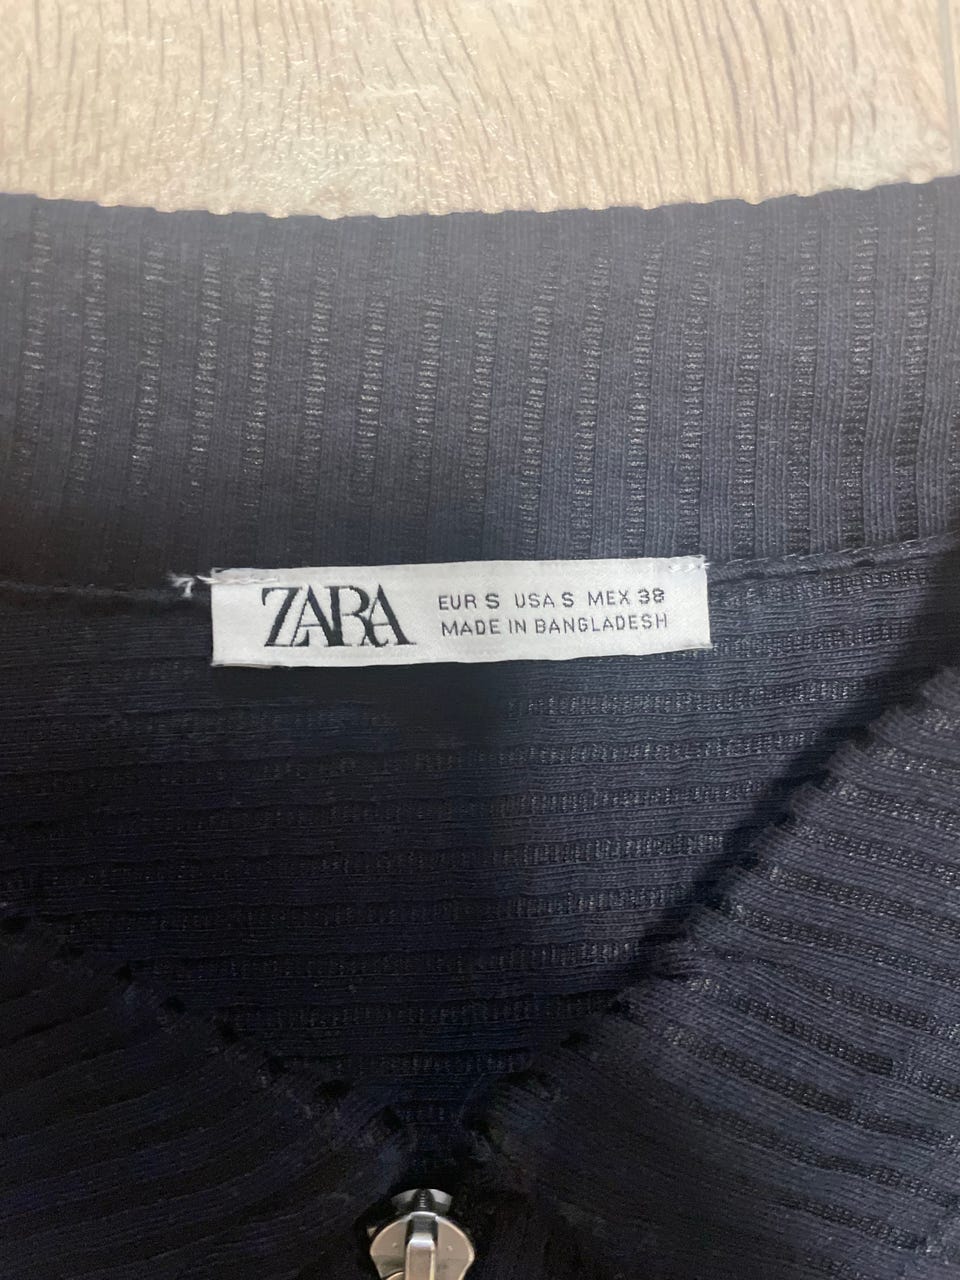 ZARA
EUR S USA S MEX 38
MADE IN BANGLADESH